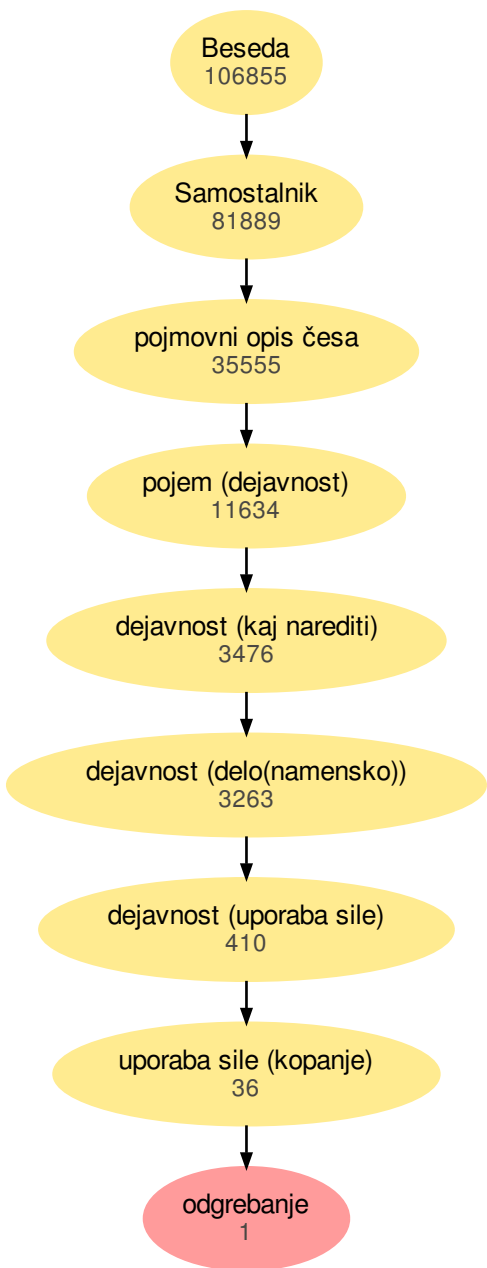 Beseda
106855
Samostalnik
81889
pojmovni opis česa
35555
pojem (dejavnost)
11634
dejavnost (kaj narediti)
3476
dejavnost (delo(namensko))
3263
dejavnost (uporaba sile)
410
uporaba sile (kopanje)
36
odgrebanje
1